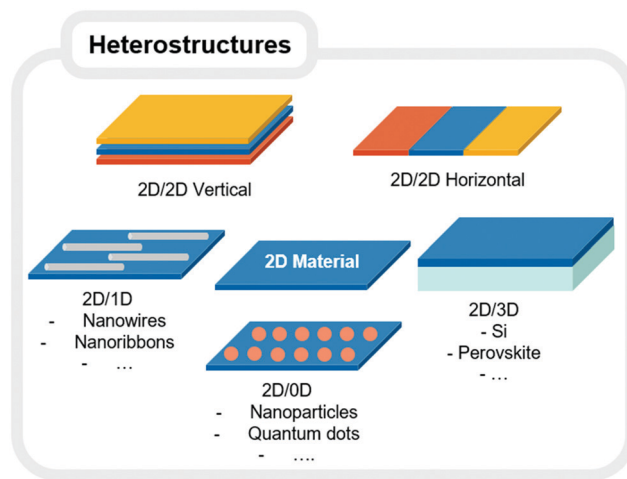 Heterostructures
2D/2D Vertical
2D/2D Horizontal
2D/1D
- Nanowires
- Nanoribbons
- ...
2D Material
2D/3D
- Si
- Perovskite
- ...
2D/0D
- Nanoparticles
- Quantum dots
- ....